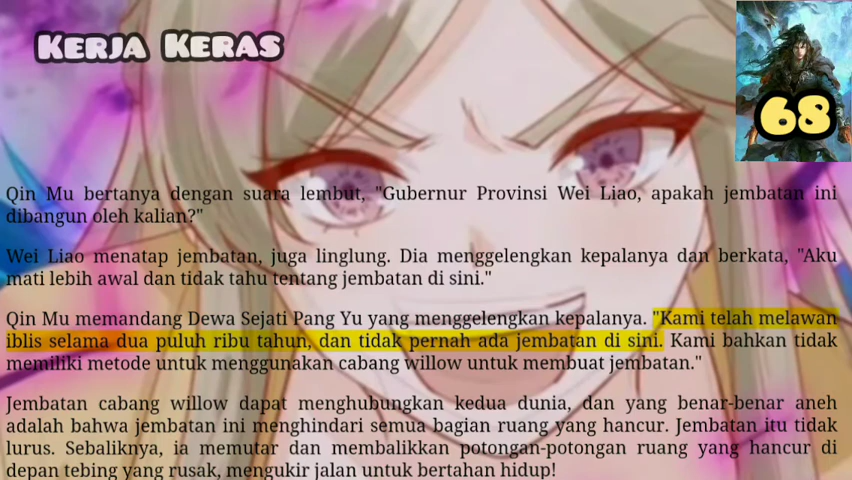 KERJA KERAS
68
Qin Mu bertanya dengan suara lembut, "Gubernur Provinsi Wei Liao, apakah jembatan ini
dibangun oleh kalian?"
Wei Liao menatap jembatan, juga linglung. Dia menggelengkan kepalanya dan berkata, "Aku
mati lebih awal dan tidak tahu tentang jembatan di sini."
Qin Mu memandang Dewa Sejati Pang Yu yang menggelengkan kepalanya. "Kami telah melawan
iblis selama dua puluh ribu tahun, dan tidak pernah ada jembatan di sini. Kami bahkan tidak
memiliki metode untuk menggunakan cabang willow untuk membuat jembatan."
Jembatan cabang willow dapat menghubungkan kedua dunia, dan yang benar-benar aneh
adalah bahwa jembatan ini menghindari semua bagian ruang yang hancur. Jembatan itu tidak
lurus. Sebaliknya, ia memutar dan membalikkan potongan-potongan ruang yang hancur di
depan tebing yang rusak, mengukir jalan untuk bertahan hidup!